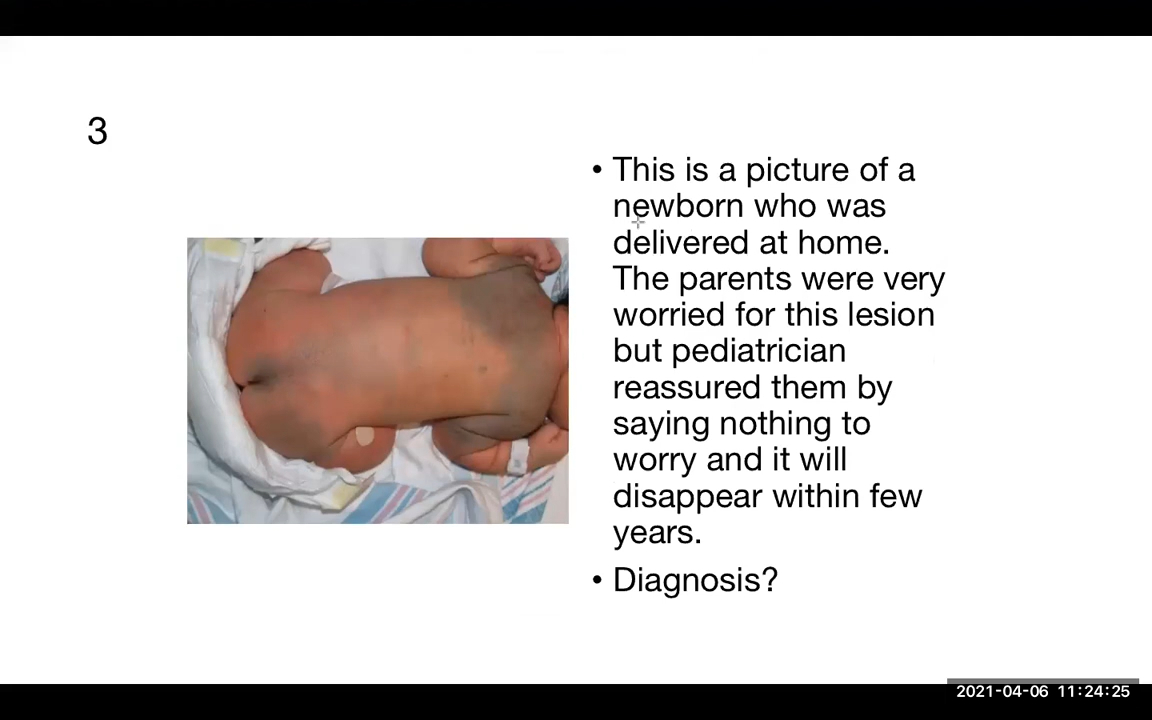 3
• This is a picture of a
newborn who was
delivered at home.
The parents were very
worried for this lesion
but pediatrician
reassured them by
saying nothing to
worry and it will
disappear within few
years.
• Diagnosis?
2021-04-06 11:24:25